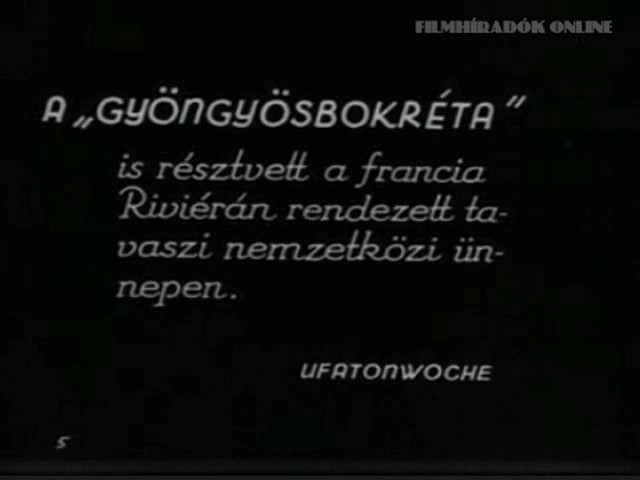 FILMHÍRADÓK ONLINE
A „GYÖNGYÖSBOKRÉTA”
is résztvett a francia
Riviérán rendezett ta-
vaszi nemzetközi ün-
nepen.
UFATONWOCHE
5